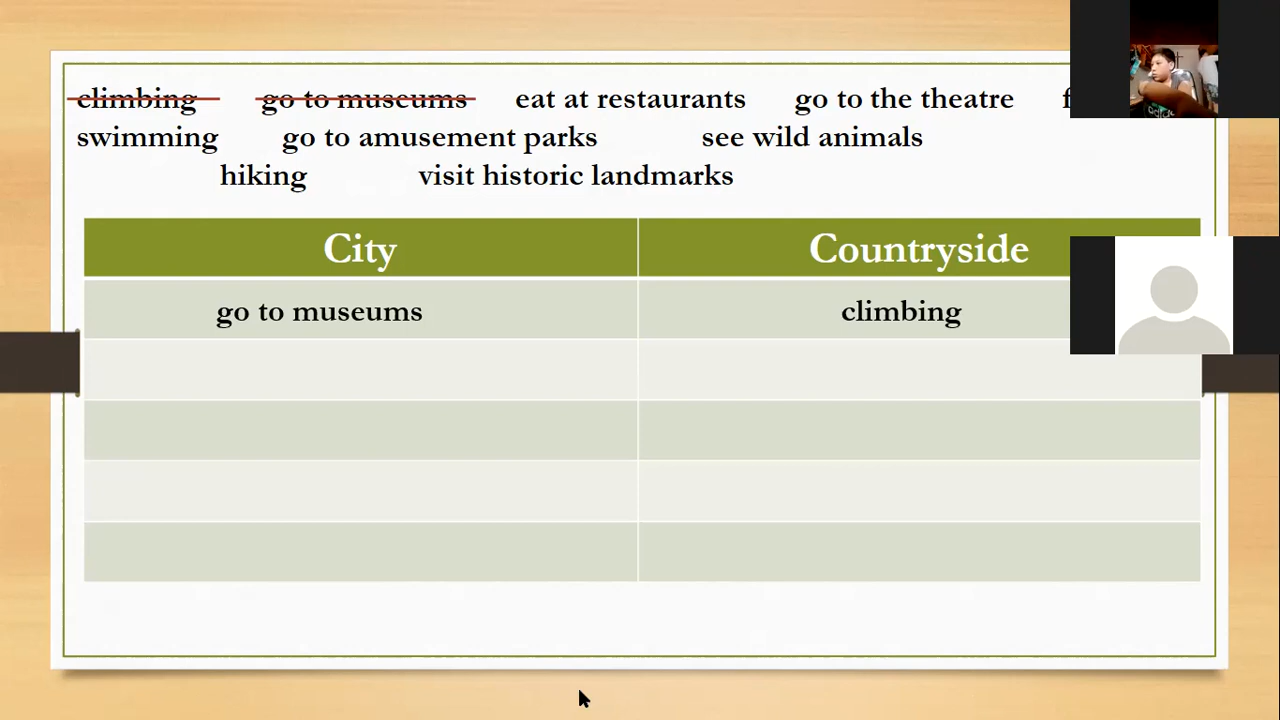 climbing go to museums eat at restaurants go to the theatre
swimming go to amusement parks see wild animals
hiking visit historic landmarks
City Countryside
go to museums climbing